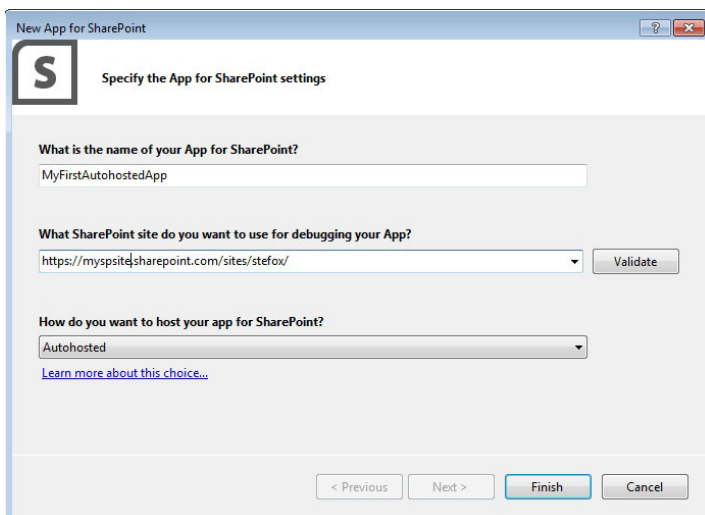 New App for SharePoint
S
Specify the App for SharePoint settings
What is the name of your App for SharePoint?
MyFirstAutohostedApp
What SharePoint site do you want to use for debugging your App?
https://myspsite.sharepoint.com/sites/stefox/
Validate
How do you want to host your app for SharePoint?
Autohosted
Learn more about this choice...
< Previous Next > Finish Cancel